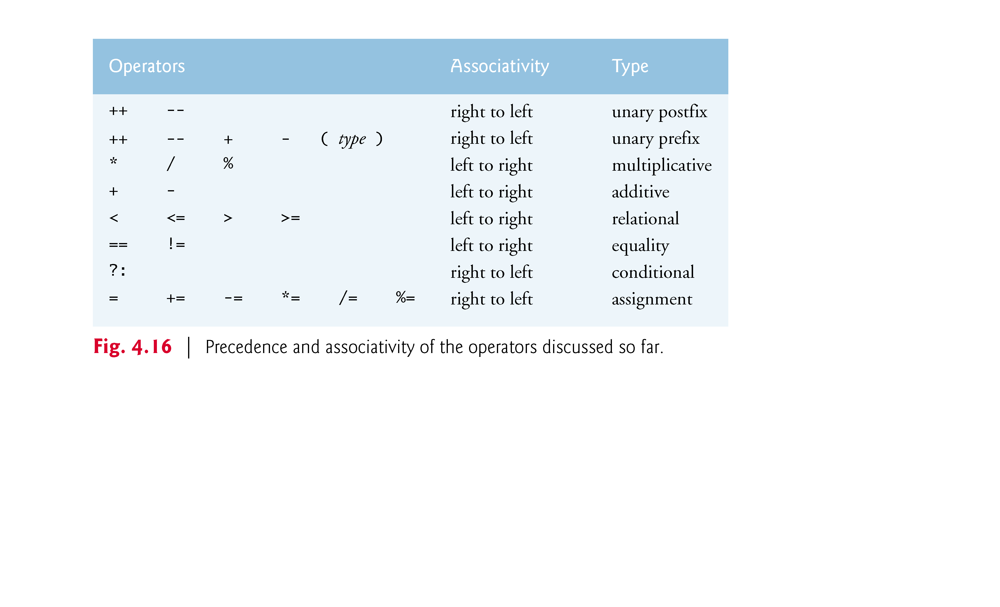 Operators Associativity Type
++ -- right to left unary postfix
++ -- + - ( type ) right to left unary prefix
* / % left to right multiplicative
+ - left to right additive
< <= > >= left to right relational
== != left to right equality
?: right to left conditional
= += -= *= /= %= right to left assignment
Fig. 4.16 | Precedence and associativity of the operators discussed so far.